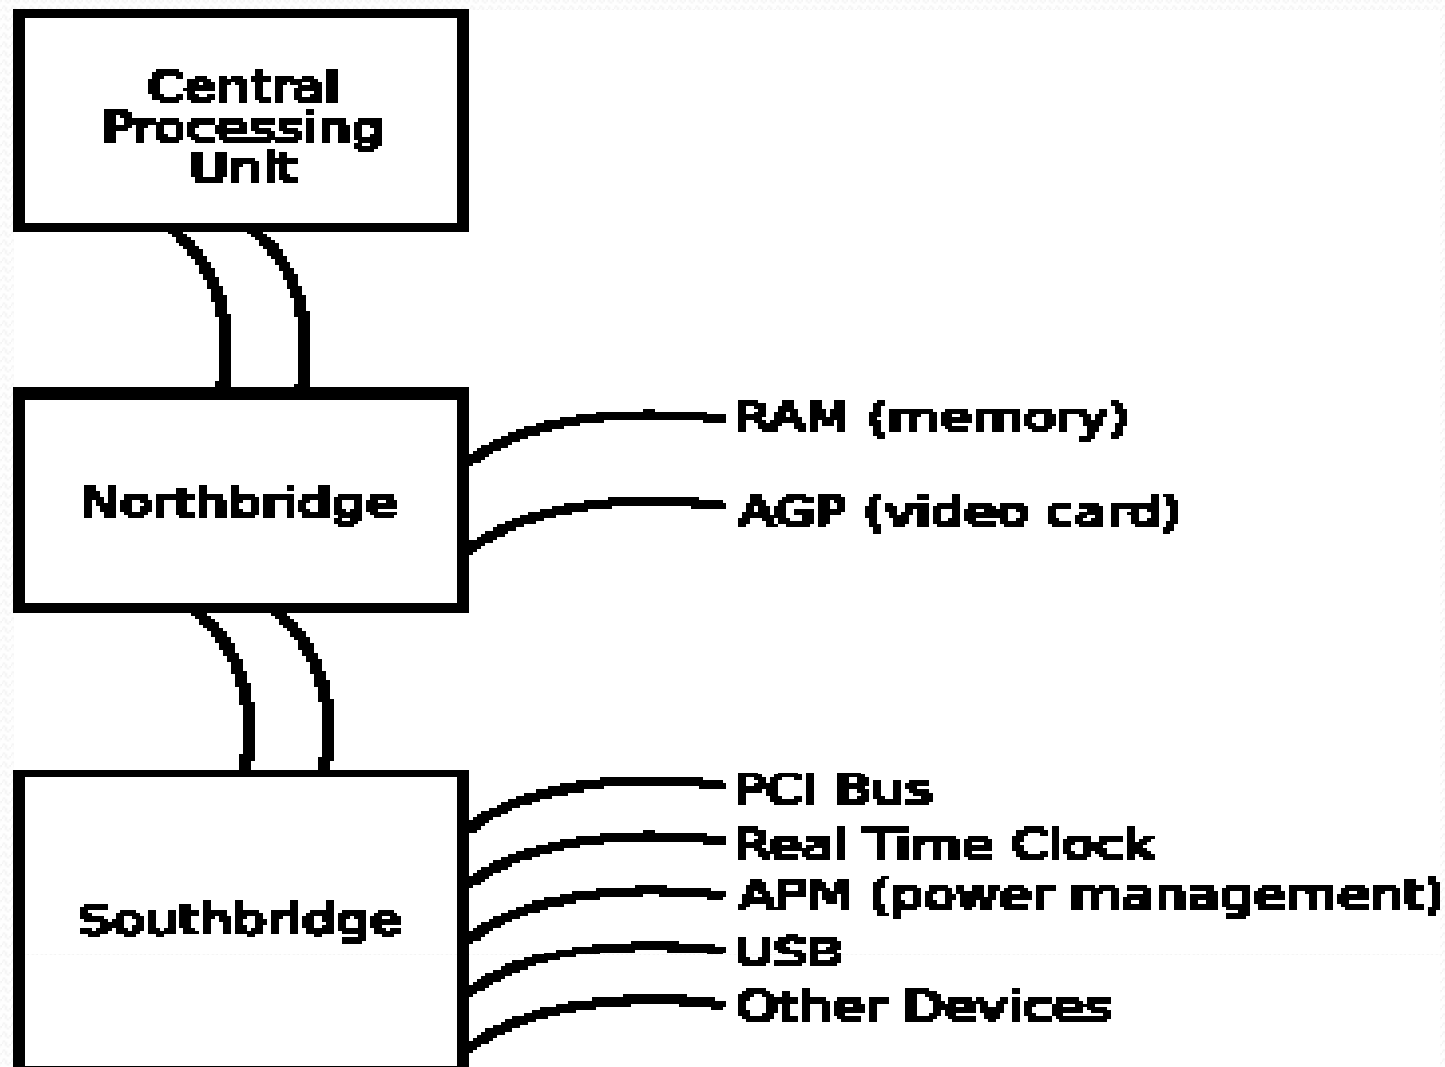 Central
Processing
Unit
Northbridge
RAM (memory)
AGP (video card)
Southbridge
PCI Bus
Real Time Clock
APM (power management)
USB
Other Devices